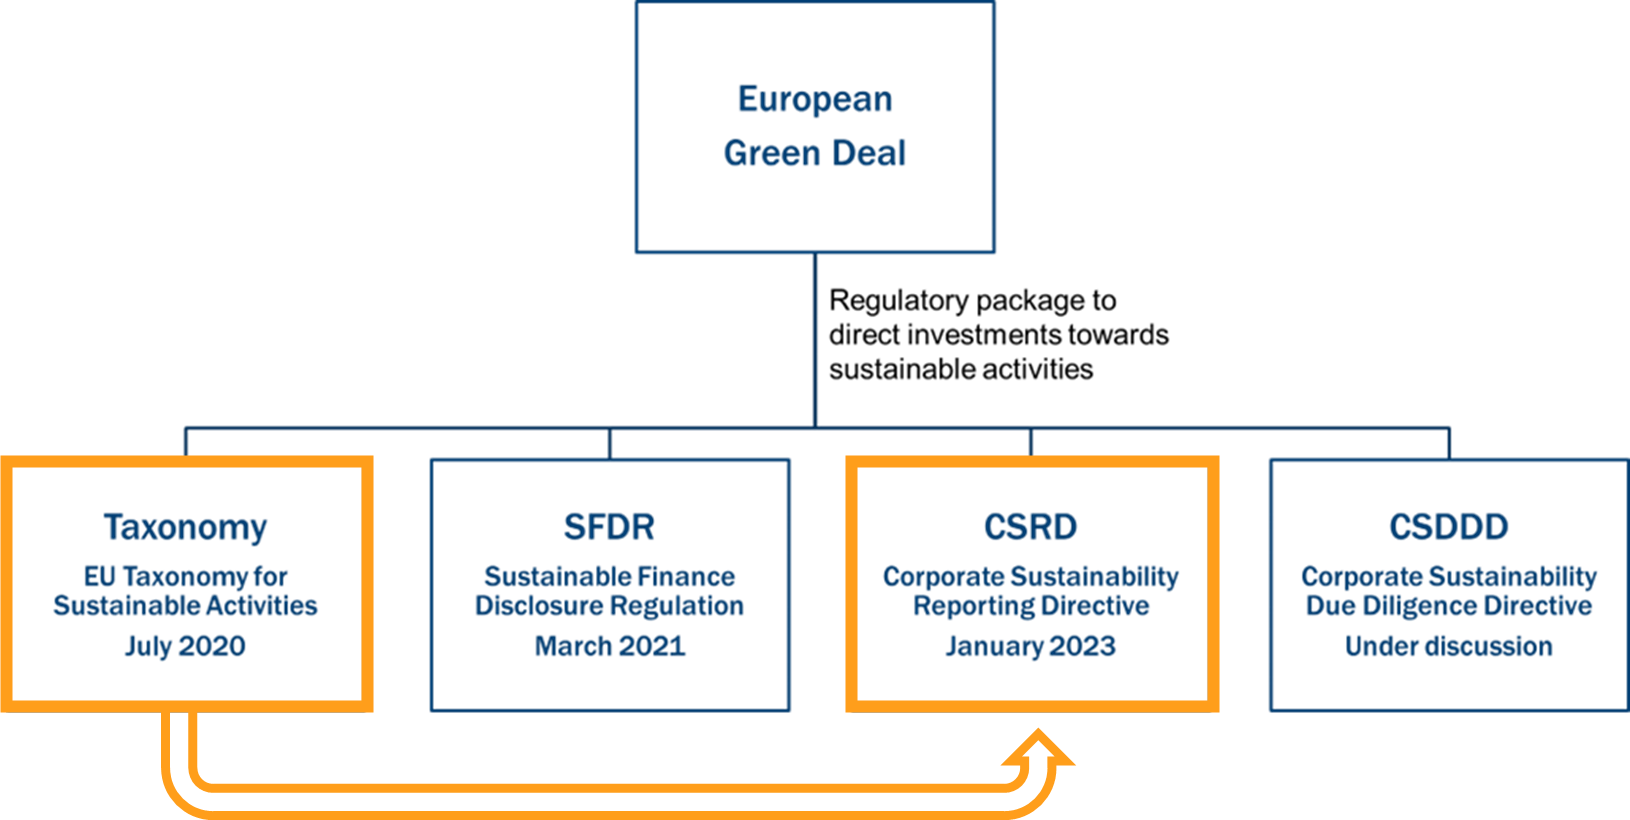 European
Green Deal
Regulatory package to
direct investments towards
sustainable activities
Taxonomy
EU Taxonomy for
Sustainable Activities
July 2020
SFDR
Sustainable Finance
Disclosure Regulation
March 2021
CSRD
Corporate Sustainability
Reporting Directive
January 2023
CSDDD
Corporate Sustainability
Due Diligence Directive
Under discussion